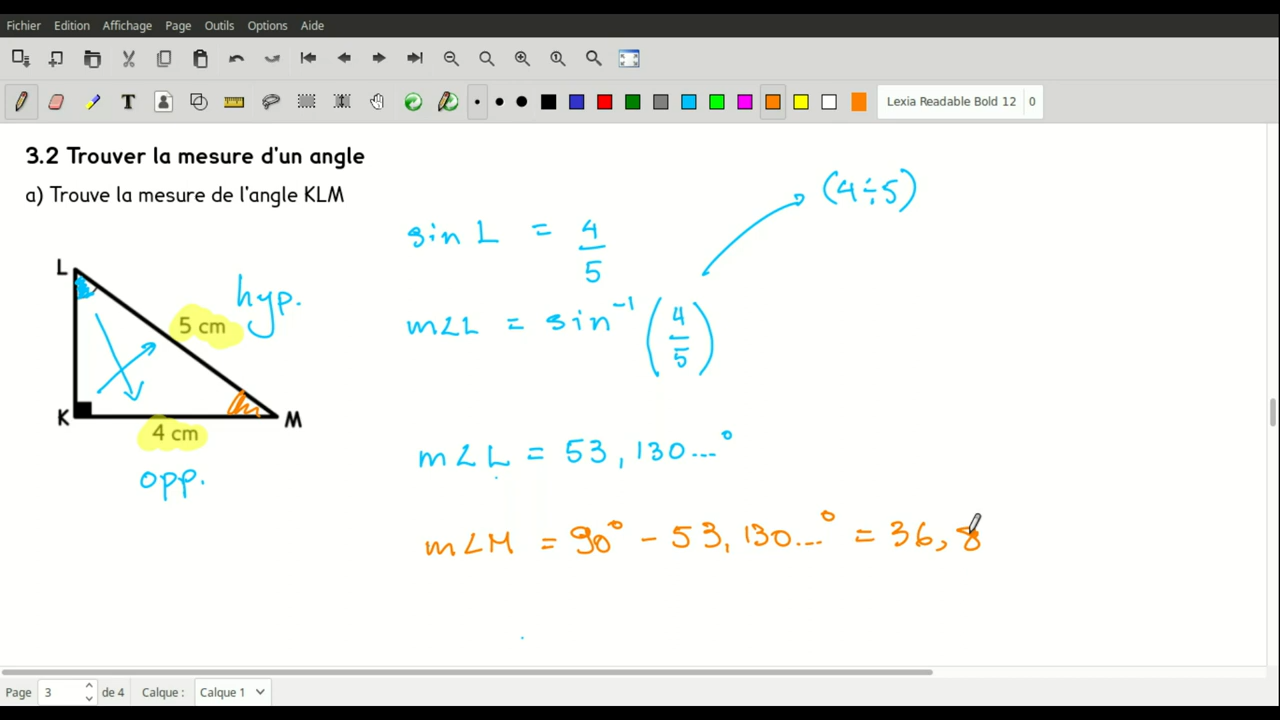 Fichier Edition Affichage Page Outils Options Aide
Lexia Readable Bold 12 0
3.2 Trouver la mesure d'un angle
a) Trouve la mesure de l'angle KLM
(4÷5)
sin L = 4/5
L
hyp.
5 cm
m∠L = sin⁻¹ (4/5)
K
M
4 cm
opp.
m∠L = 53,130...°
m∠M = 90° - 53,130...° = 36,8
Page 3 de 4 Calque : Calque 1